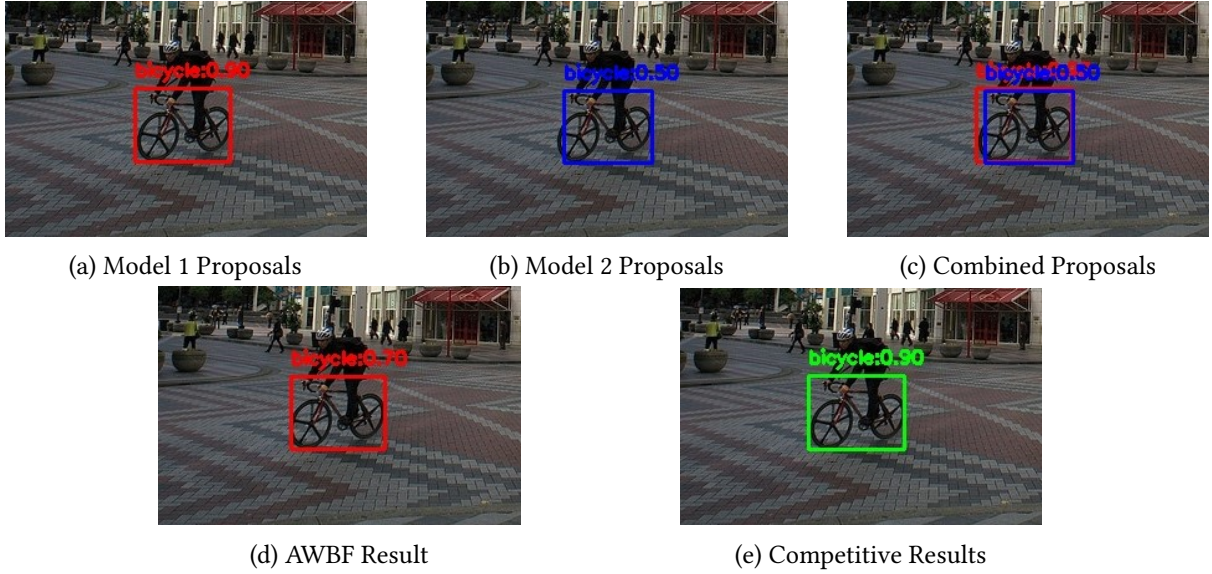 bicycle:0.90
bicycle:0.50
bicycle:0.50
(a) Model 1 Proposals
(b) Model 2 Proposals
(c) Combined Proposals
bicycle:0.70
bicycle:0.90
(d) AWBF Result
(e) Competitive Results